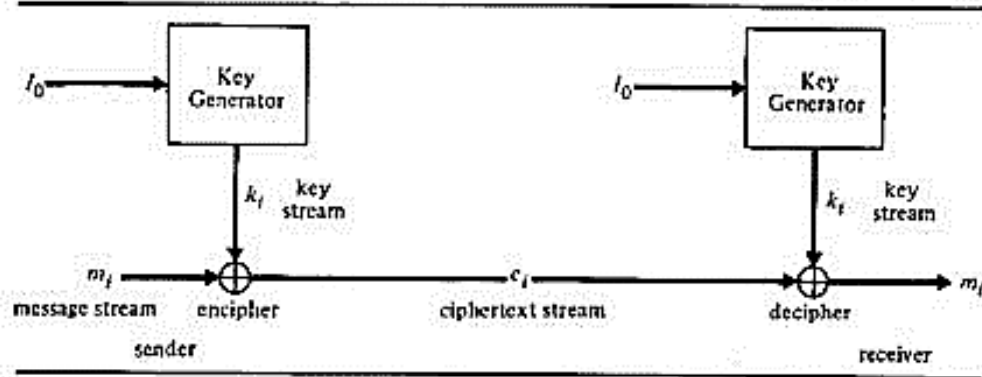 I₀
Key
Generator
I₀
Key
Generator
kᵢ
key
stream
kᵢ
key
stream
mᵢ
cᵢ
mᵢ
message stream
encipher
ciphertext stream
decipher
sender
receiver